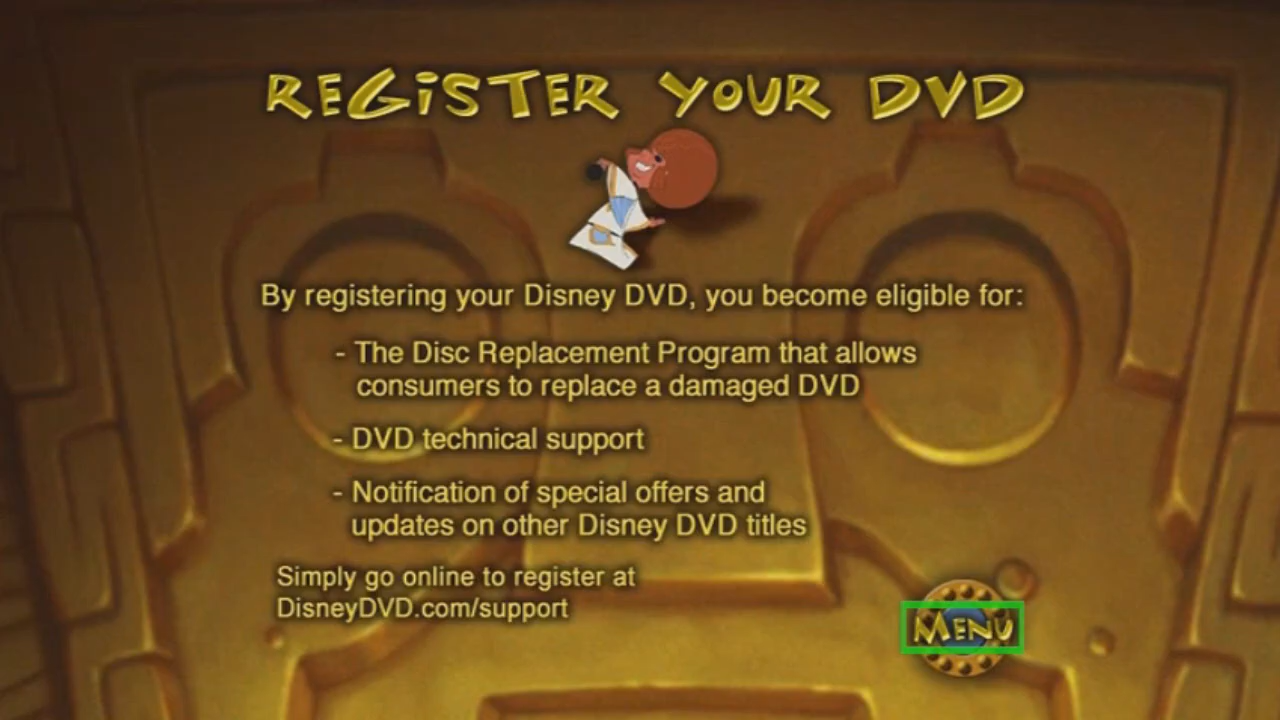 REGiSTER YOUR DVD
By registering your Disney DVD, you become eligible for:
- The Disc Replacement Program that allows
consumers to replace a damaged DVD
- DVD technical support
- Notification of special offers and
updates on other Disney DVD titles
Simply go online to register at
DisneyDVD.com/support
MENU